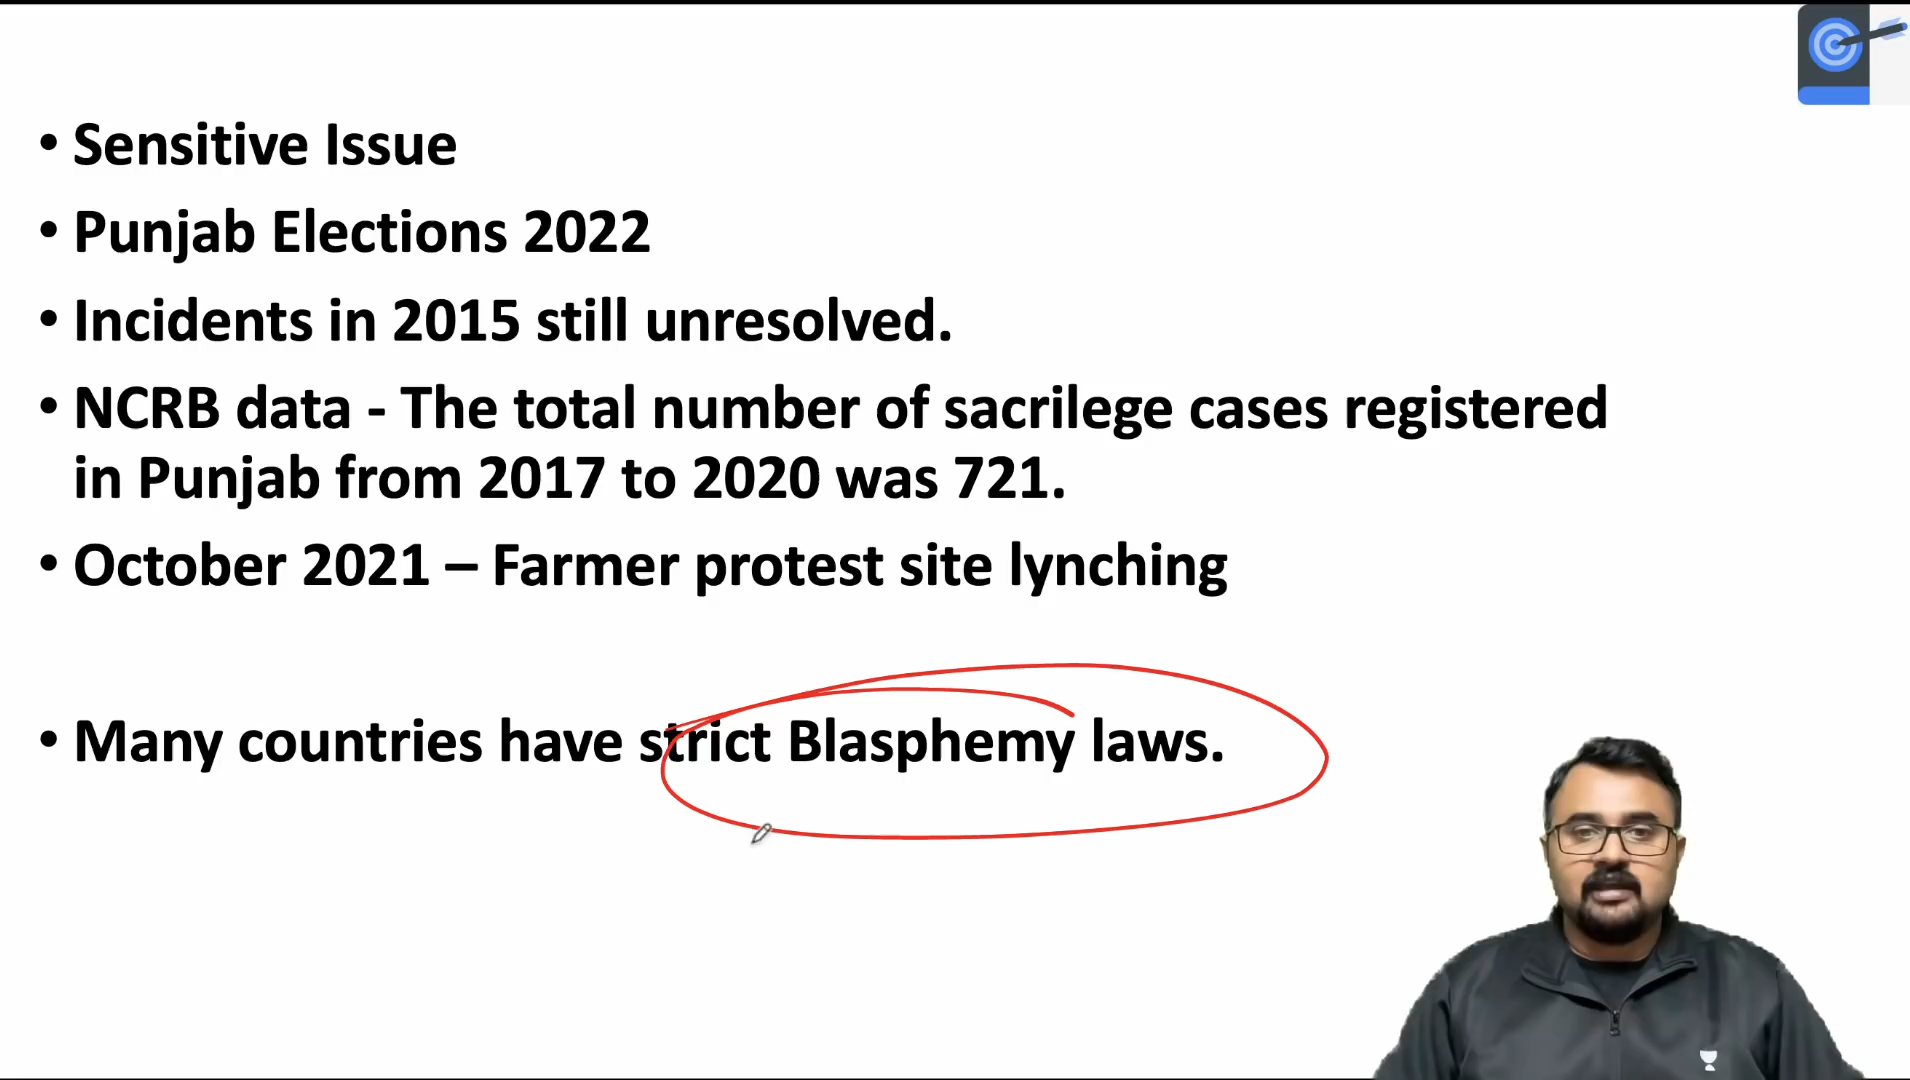 • Sensitive Issue
• Punjab Elections 2022
• Incidents in 2015 still unresolved.
• NCRB data - The total number of sacrilege cases registered
in Punjab from 2017 to 2020 was 721.
• October 2021 – Farmer protest site lynching
• Many countries have strict Blasphemy laws.